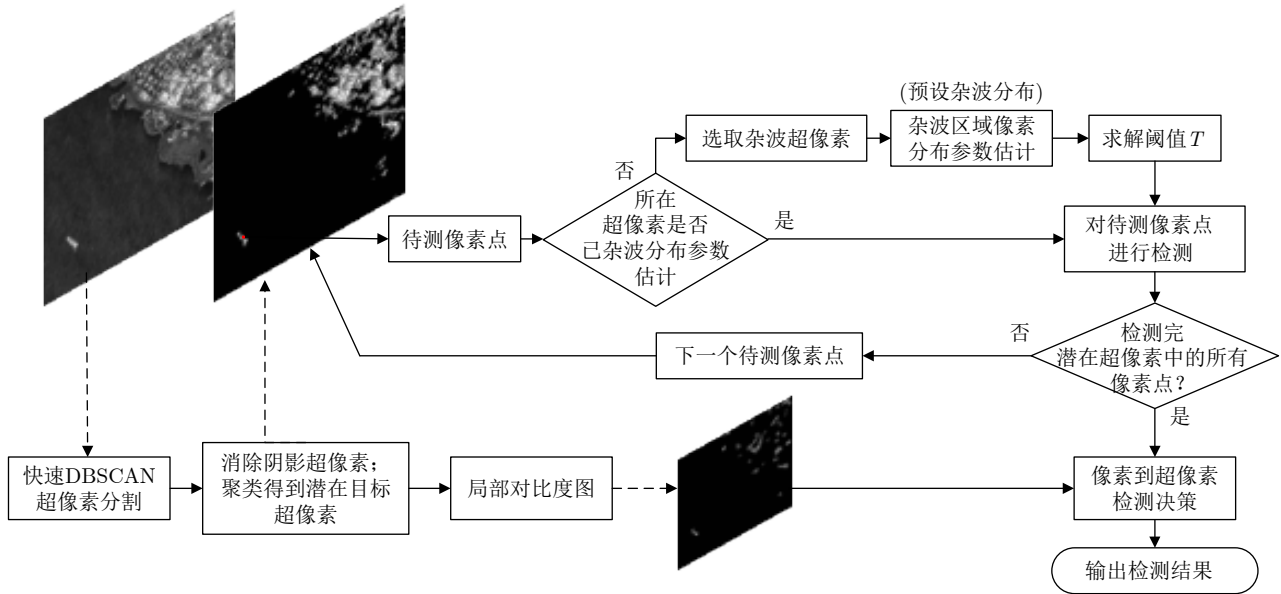 (预设杂波分布)
选取杂波超像素
杂波区域像素
分布参数估计
求解阈值T
否
待测像素点
所在
超像素是否
已杂波分布参数
估计
是
对待测像素点
进行检测
下一个待测像素点
否
检测完
潜在超像素中的所有
像素点？
是
快速DBSCAN
超像素分割
消除阴影超像素；
聚类得到潜在目标
超像素
局部对比度图
像素到超像素
检测决策
输出检测结果